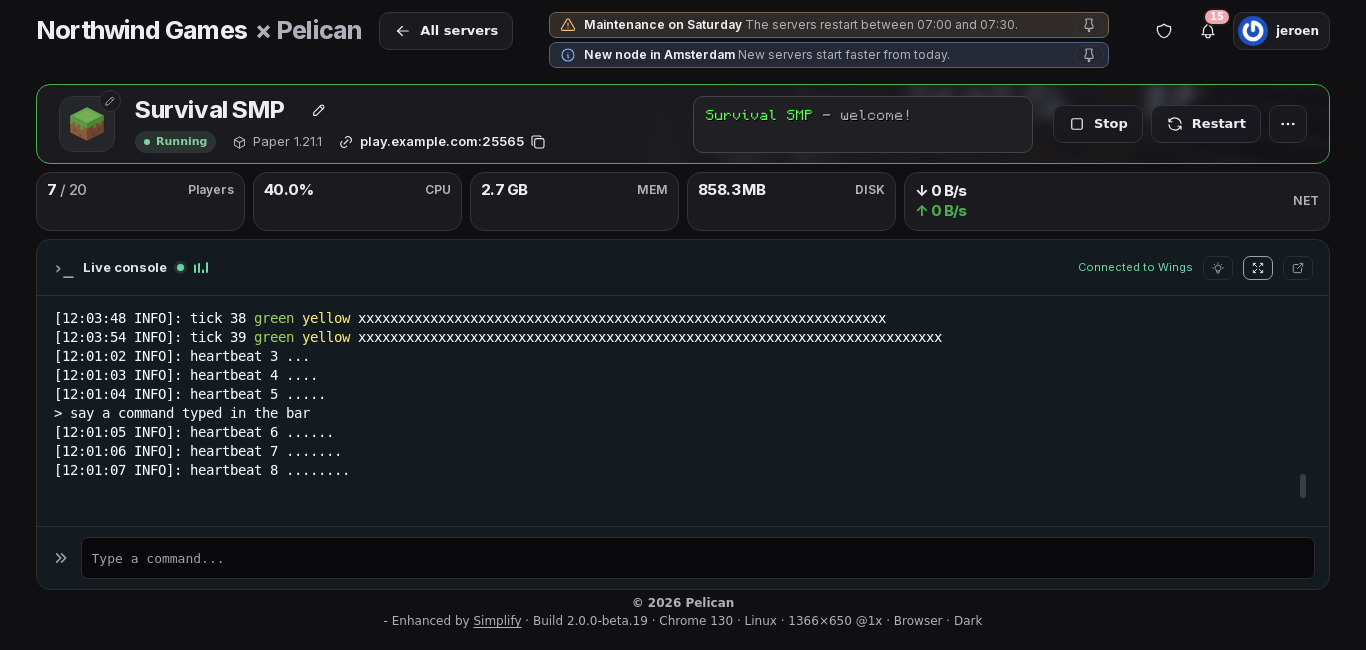 Northwind Games × Pelican
All servers
Maintenance on Saturday The servers restart between 07:00 and 07:30.
New node in Amsterdam New servers start faster from today.
15
jeroen
Survival SMP
Running
Paper 1.21.1
play.example.com:25565
Survival SMP - welcome!
Stop
Restart
7 / 20 Players
40.0% CPU
2.7 GB MEM
858.3 MB DISK
↓ 0 B/s
↑ 0 B/s
NET
Live console
Connected to Wings
[12:03:48 INFO]: tick 38 green yellow xxxxxxxxxxxxxxxxxxxxxxxxxxxxxxxxxxxxxxxxxxxxxxxxxxxxxxxxxxxxxxxxxx
[12:03:54 INFO]: tick 39 green yellow xxxxxxxxxxxxxxxxxxxxxxxxxxxxxxxxxxxxxxxxxxxxxxxxxxxxxxxxxxxxxxxxxxxxxxxxx
[12:01:02 INFO]: heartbeat 3 ...
[12:01:03 INFO]: heartbeat 4 ....
[12:01:04 INFO]: heartbeat 5 .....
> say a command typed in the bar
[12:01:05 INFO]: heartbeat 6 ......
[12:01:06 INFO]: heartbeat 7 .......
[12:01:07 INFO]: heartbeat 8 ........
Type a command...
© 2026 Pelican
- Enhanced by Simplify · Build 2.0.0-beta.19 · Chrome 130 · Linux · 1366×650 @1x · Browser · Dark